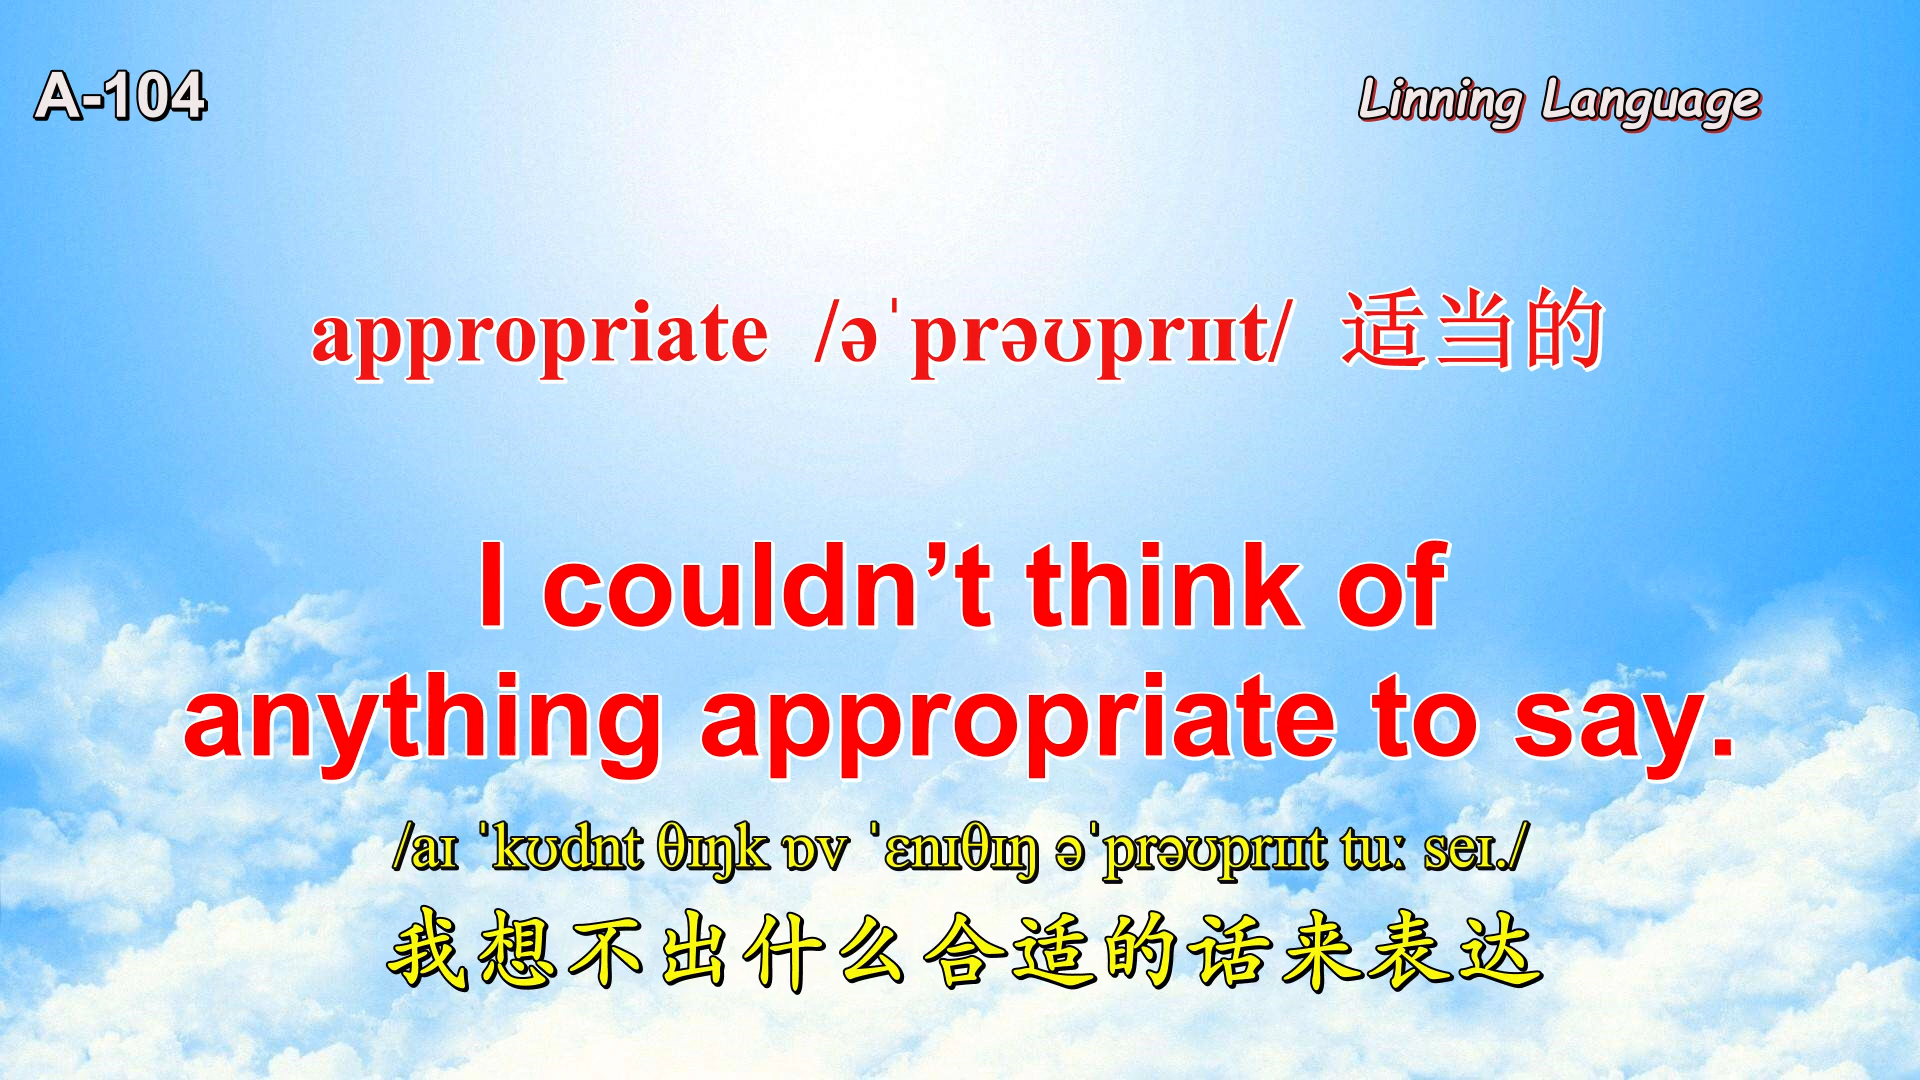 A-104
Linning Language
appropriate /əˈprəʊprɪɪt/ 适当的
I couldn’t think of
anything appropriate to say.
/aɪ ˈkʊdnt θɪŋk ɒv ˈɛnɪθɪŋ əˈprəʊprɪɪt tuː seɪ./
我想不出什么合适的话来表达